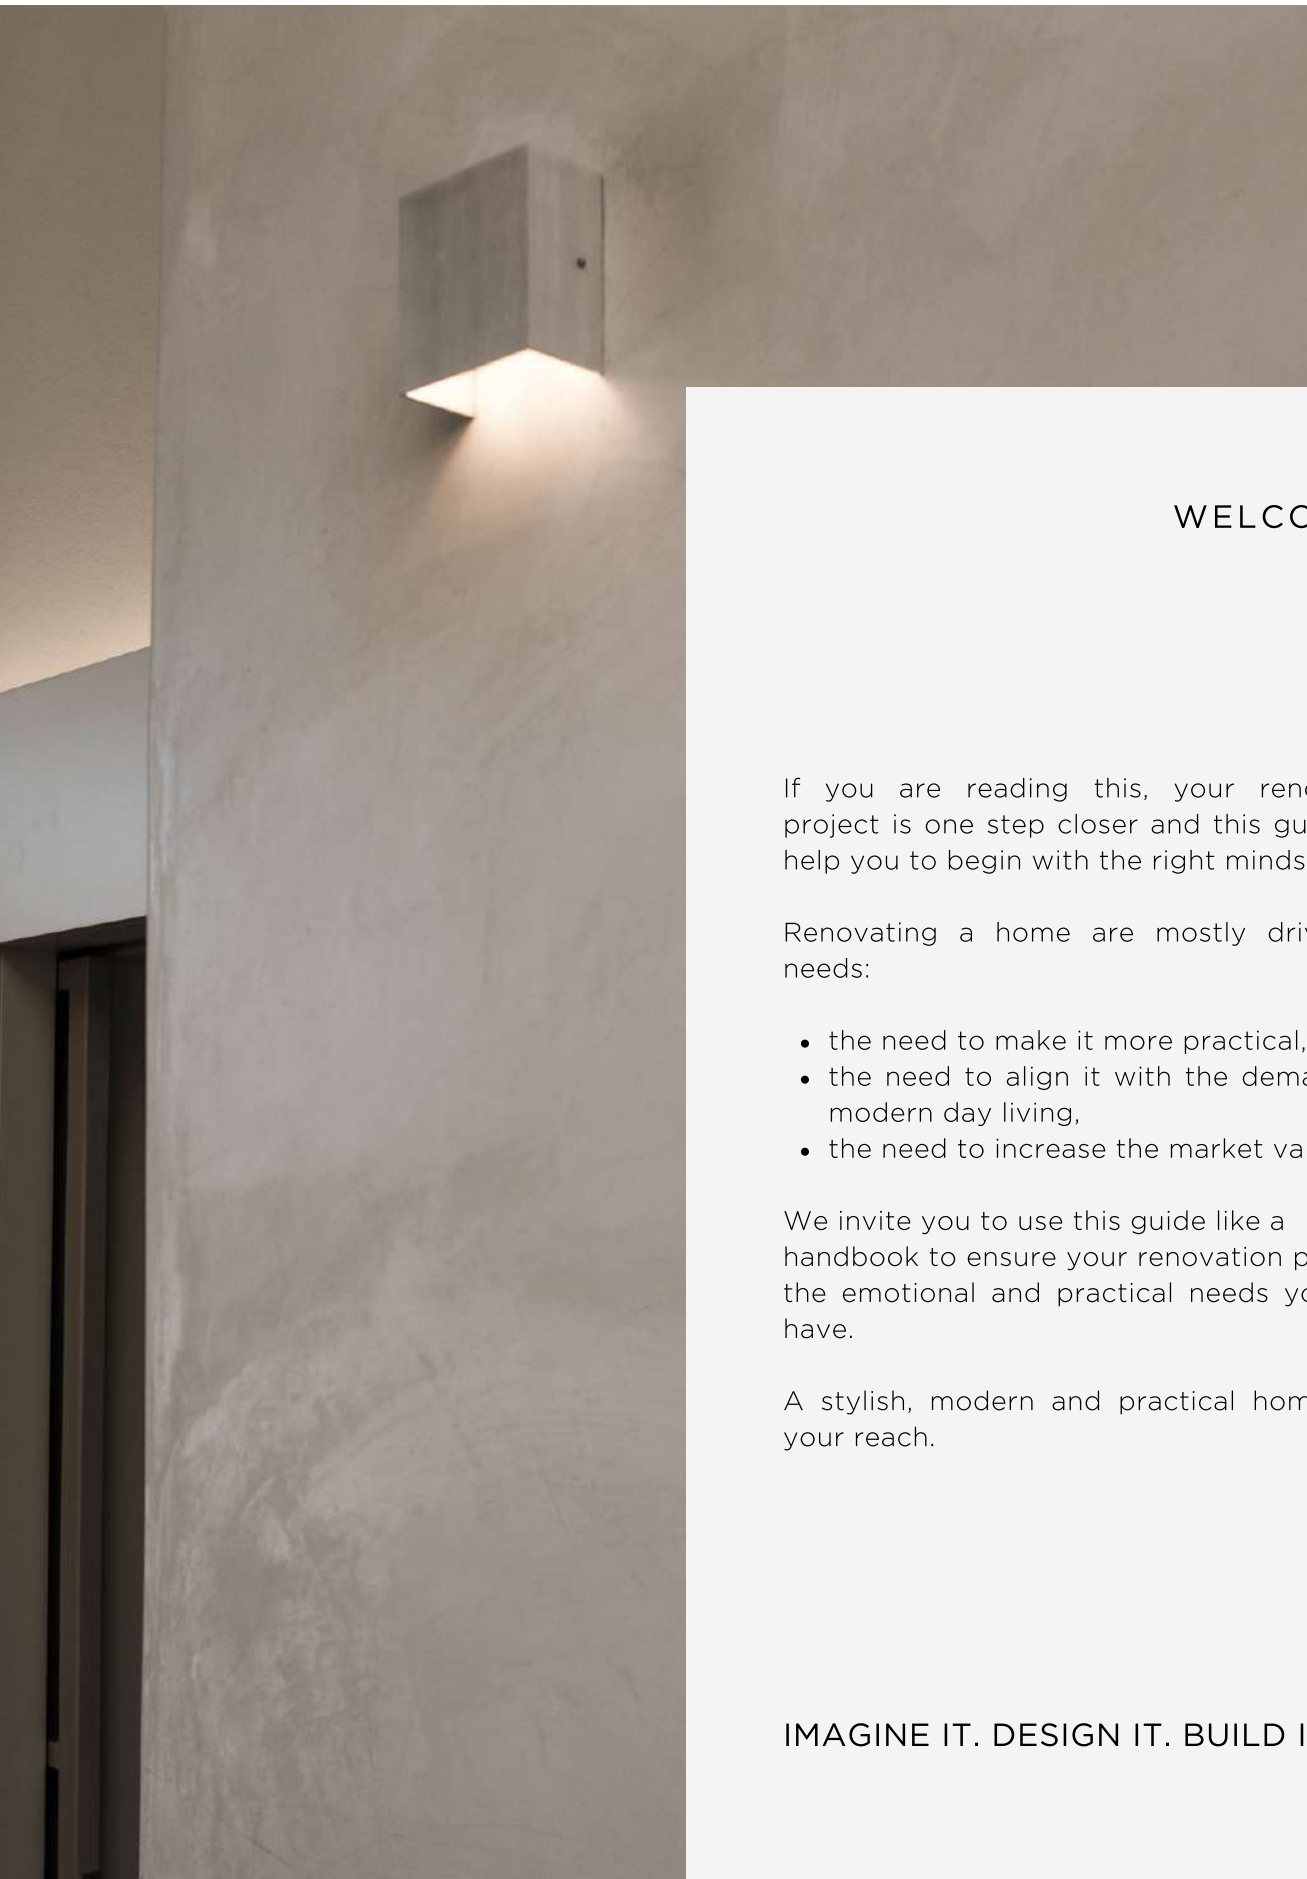 WELCO
If you are reading this, your reno
project is one step closer and this gu
help you to begin with the right minds
Renovating a home are mostly driv
needs:
• the need to make it more practical,
• the need to align it with the dema
modern day living,
• the need to increase the market va
We invite you to use this guide like a
handbook to ensure your renovation p
the emotional and practical needs yo
have.
A stylish, modern and practical hom
your reach.
IMAGINE IT. DESIGN IT. BUILD I